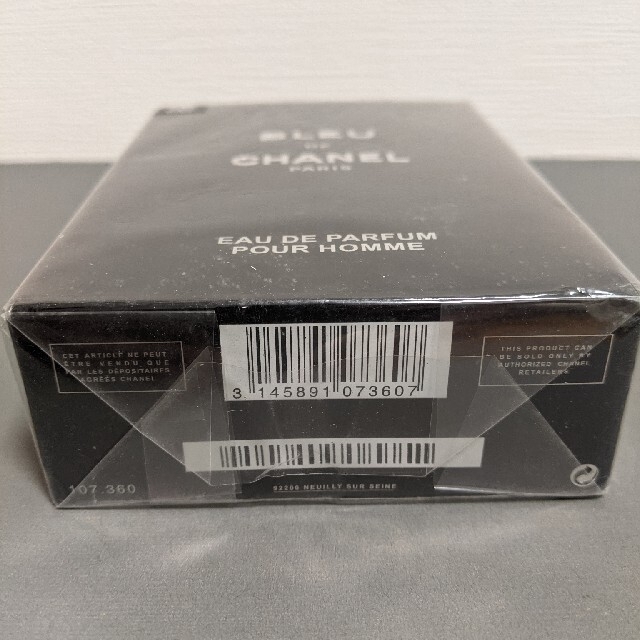 BLEU
DE
CHANEL
PARIS
EAU DE PARFUM
POUR HOMME
CET ARTICLE NE PEUT
ÊTRE VENDU QUE
PAR LES DÉPOSITAIRES
AGRÉÉS CHANEL
3 145891 073607
THIS PRODUCT CAN
BE SOLD ONLY BY
AUTHORIZED CHANEL
RETAILERS
107.360
92200 NEUILLY SUR SEINE